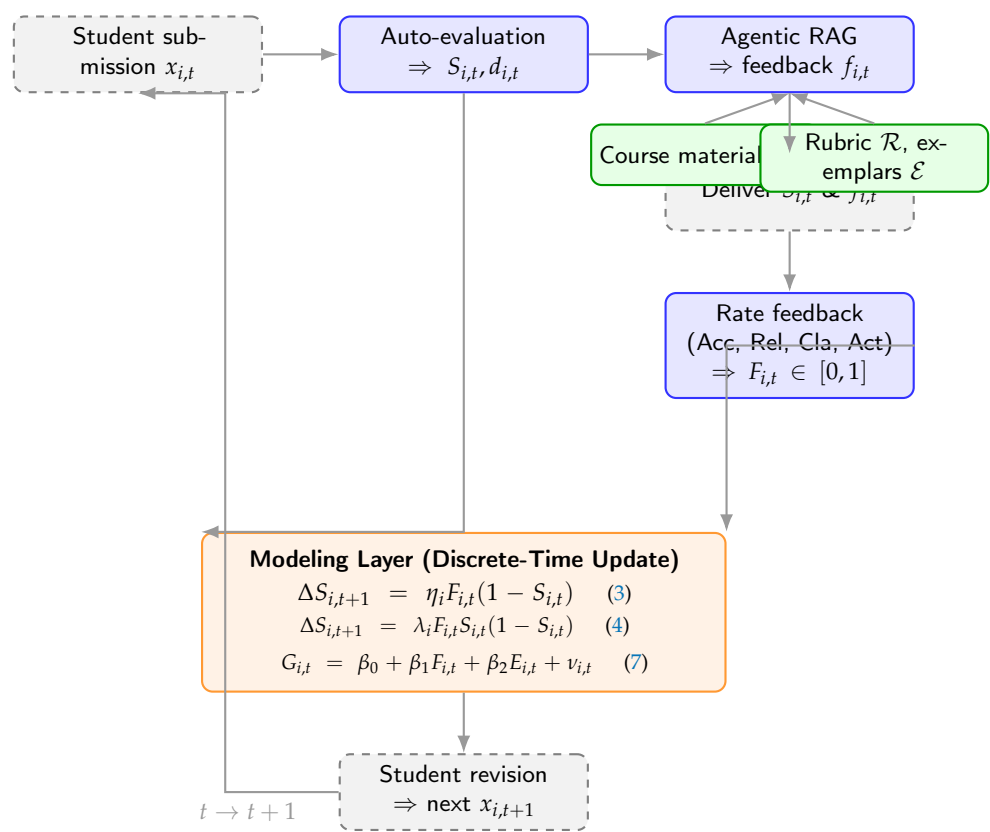 Student sub-
mission x_{i,t}
Auto-evaluation
⇒ S_{i,t}, d_{i,t}
Agentic RAG
⇒ feedback f_{i,t}
Course material
Rubric ℛ, ex-
emplars ℰ
Deliver S_{i,t} & f_{i,t}
Rate feedback
(Acc, Rel, Cla, Act)
⇒ F_{i,t} ∈ [0, 1]
Modeling Layer (Discrete-Time Update)
ΔS_{i,t+1} = η_i F_{i,t}(1 − S_{i,t}) (3)
ΔS_{i,t+1} = λ_i F_{i,t} S_{i,t}(1 − S_{i,t}) (4)
G_{i,t} = β_0 + β_1 F_{i,t} + β_2 E_{i,t} + ν_{i,t} (7)
Student revision
⇒ next x_{i,t+1}
t → t + 1